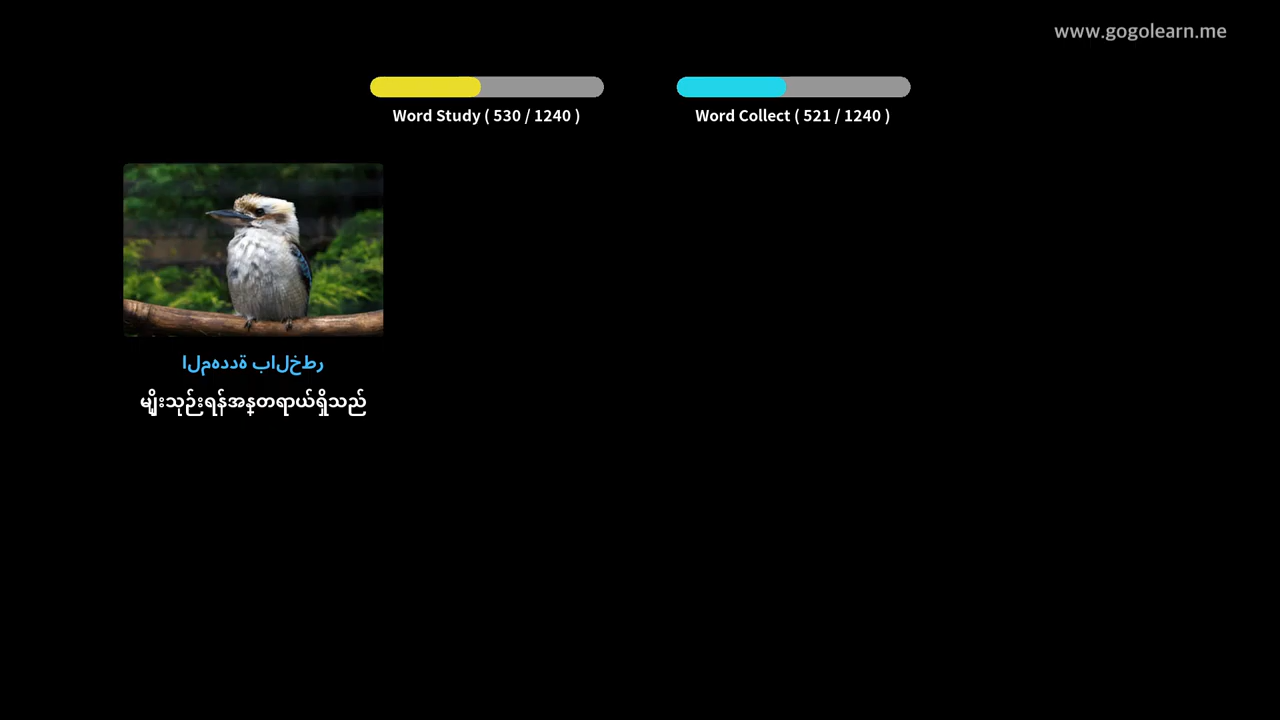 www.gogolearn.me
Word Study ( 530 / 1240 )
Word Collect ( 521 / 1240 )
المهددة بالخطر
မျိုးသုဉ်းရန်အန္တရာယ်ရှိသည်